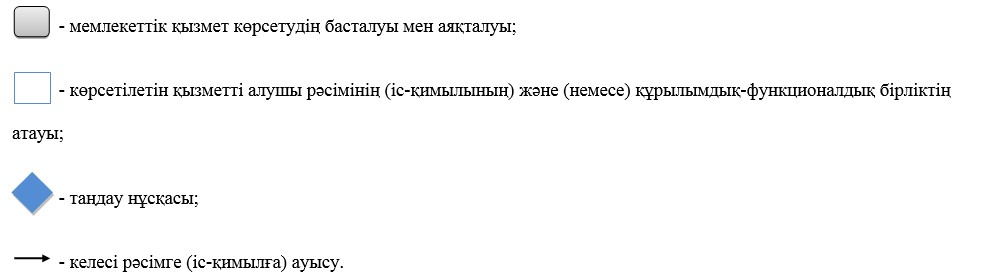 - мемлекеттік қызмет көрсетудің басталуы мен аяқталуы;
- көрсетілетін қызметті алушы рәсімінің (іс-қимылының) және (немесе) құрылымдық-функционалдық бірліктің
атауы;
- таңдау нұсқасы;
- келесі рәсімге (іс-қимылға) ауысу.